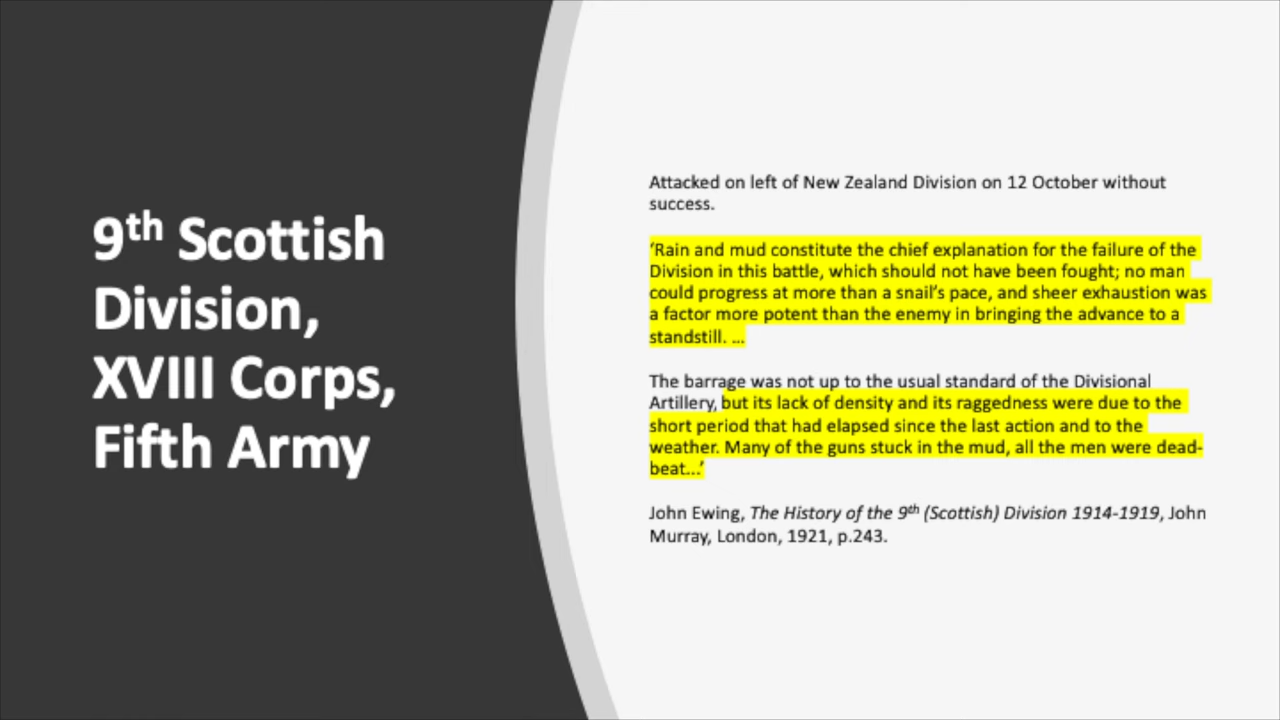 9th Scottish
Division,
XVIII Corps,
Fifth Army
Attacked on left of New Zealand Division on 12 October without
success.
‘Rain and mud constitute the chief explanation for the failure of the
Division in this battle, which should not have been fought; no man
could progress at more than a snail’s pace, and sheer exhaustion was
a factor more potent than the enemy in bringing the advance to a
standstill. ...
The barrage was not up to the usual standard of the Divisional
Artillery, but its lack of density and its raggedness were due to the
short period that had elapsed since the last action and to the
weather. Many of the guns stuck in the mud, all the men were dead-
beat...’
John Ewing, The History of the 9th (Scottish) Division 1914-1919, John
Murray, London, 1921, p.243.